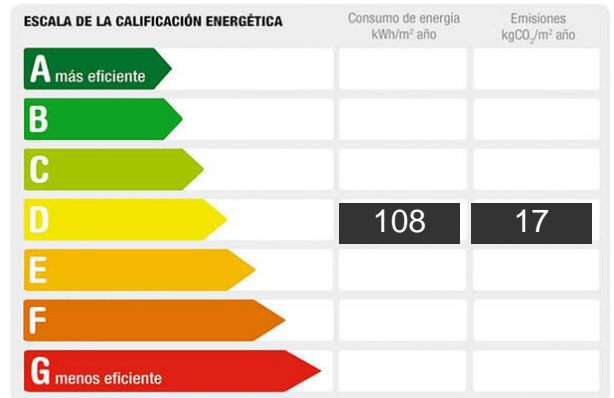 ESCALA DE LA CALIFICACIÓN ENERGÉTICA
Consumo de energía
kWh/m² año
Emisiones
kgCO₂/m² año
A más eficiente
B
C
D 108 17
E
F
G menos eficiente